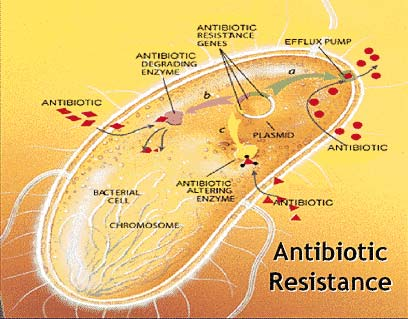 ANTIBIOTIC
RESISTANCE
GENES
EFFLUX PUMP
ANTIBIOTIC
DEGRADING
ENZYME
a
b
ANTIBIOTIC
c
PLASMID
ANTIBIOTIC
ANTIBIOTIC
ALTERING
ENZYME
BACTERIAL
CELL
ANTIBIOTIC
CHROMOSOME
Antibiotic
Resistance